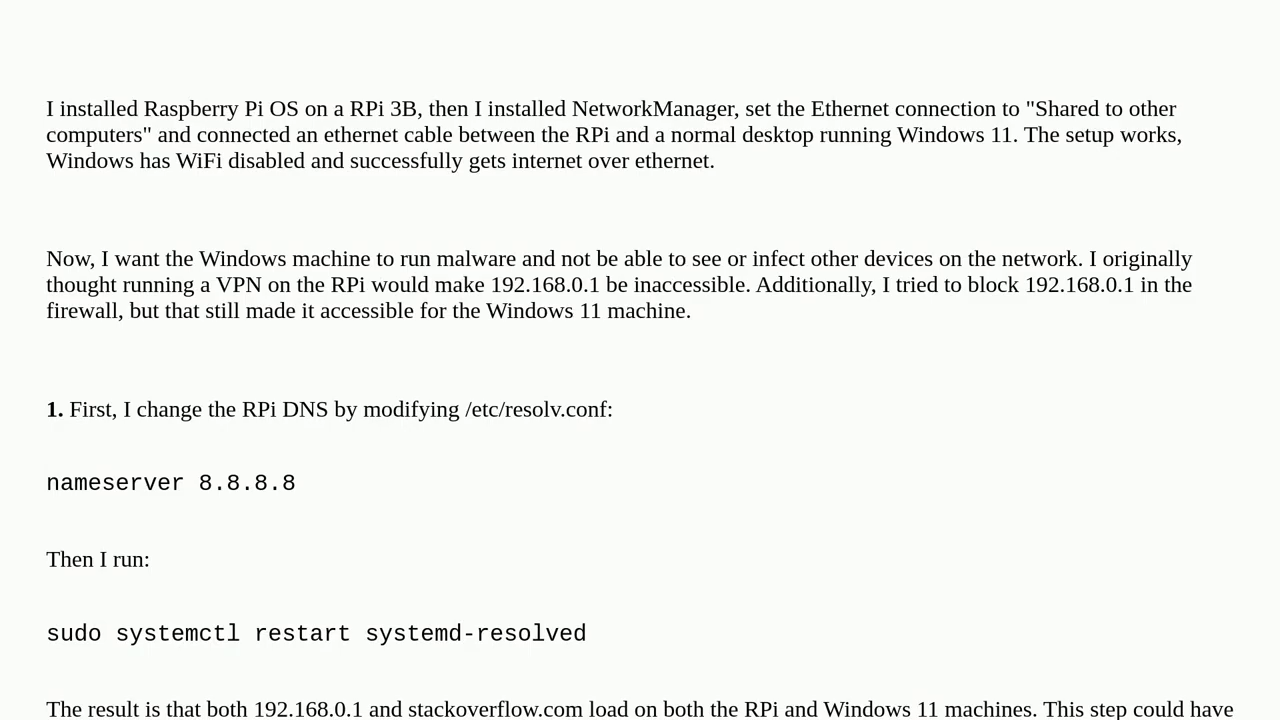 I installed Raspberry Pi OS on a RPi 3B, then I installed NetworkManager, set the Ethernet connection to "Shared to other
computers" and connected an ethernet cable between the RPi and a normal desktop running Windows 11. The setup works,
Windows has WiFi disabled and successfully gets internet over ethernet.
Now, I want the Windows machine to run malware and not be able to see or infect other devices on the network. I originally
thought running a VPN on the RPi would make 192.168.0.1 be inaccessible. Additionally, I tried to block 192.168.0.1 in the
firewall, but that still made it accessible for the Windows 11 machine.
1. First, I change the RPi DNS by modifying /etc/resolv.conf:
nameserver 8.8.8.8
Then I run:
sudo systemctl restart systemd-resolved
The result is that both 192.168.0.1 and stackoverflow.com load on both the RPi and Windows 11 machines. This step could have